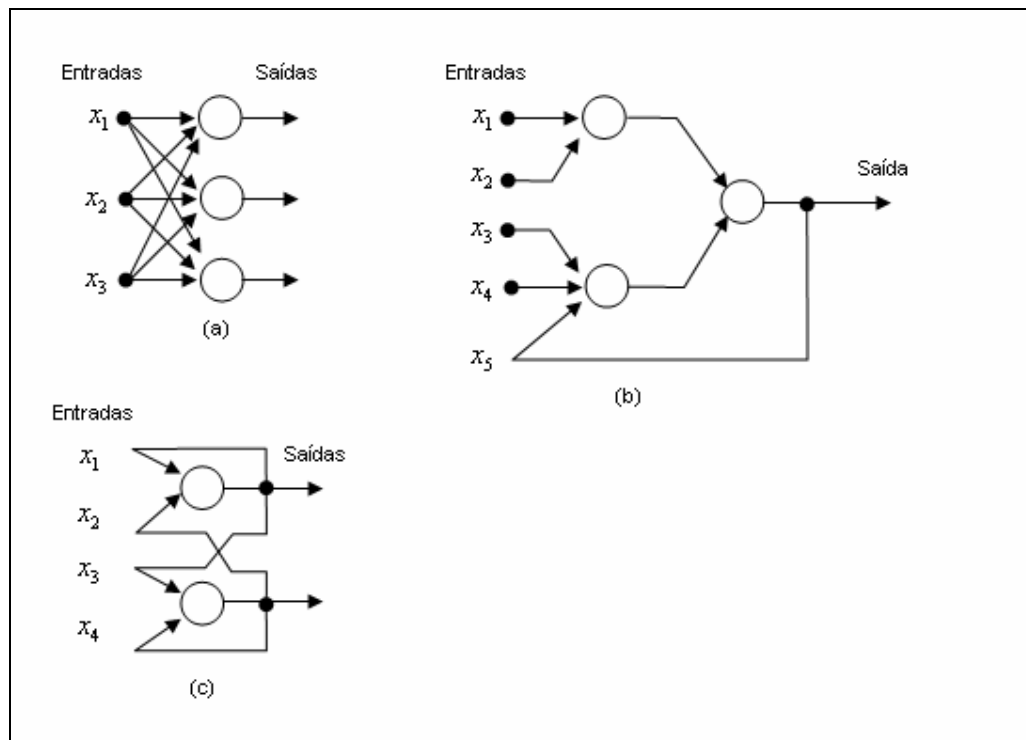 Entradas Saídas
x1
x2
x3
(a)
Entradas
x1
x2
Saída
x3
x4
x5
(b)
Entradas
x1 Saídas
x2
x3
x4
(c)